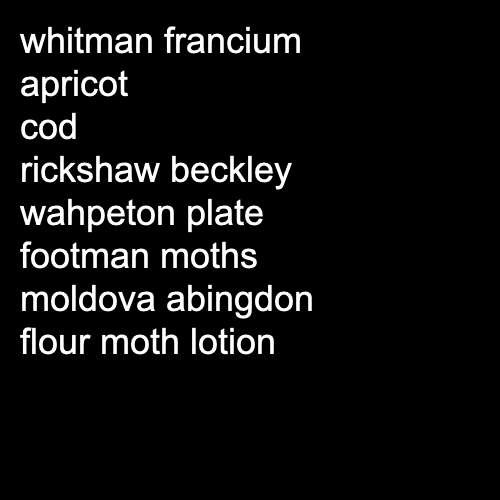 whitman francium
apricot
cod
rickshaw beckley
wahpeton plate
footman moths
moldova abingdon
flour moth lotion